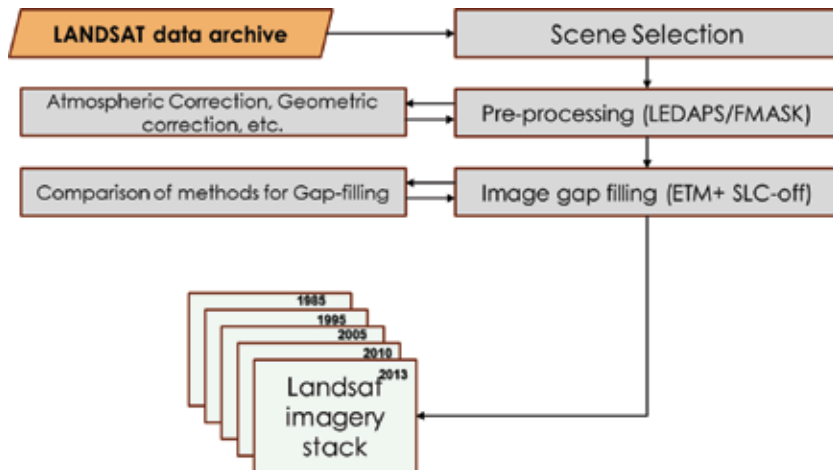 LANDSAT data archive
Scene Selection
Atmospheric Correction, Geometric
correction, etc.
Pre-processing (LEDAPS/FMASK)
Comparison of methods for Gap-filling
Image gap filling (ETM+ SLC-off)
1985
1995
2005
2010
2013
Landsat
imagery
stack